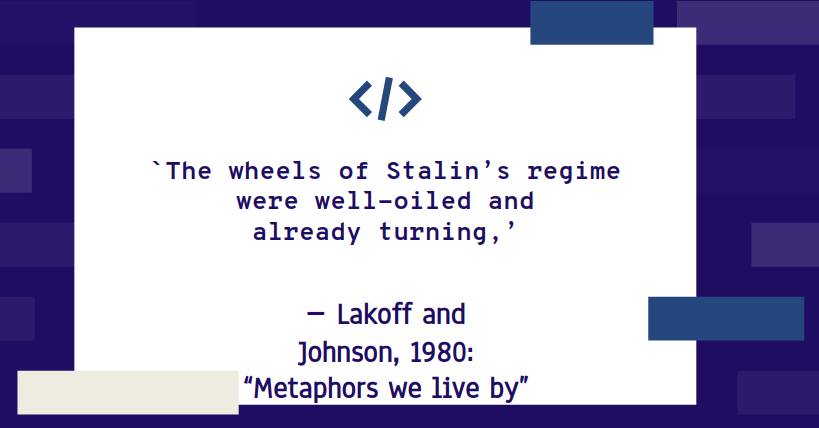 </>
`The wheels of Stalin’s regime
were well-oiled and
already turning,’
— Lakoff and
Johnson, 1980:
“Metaphors we live by”